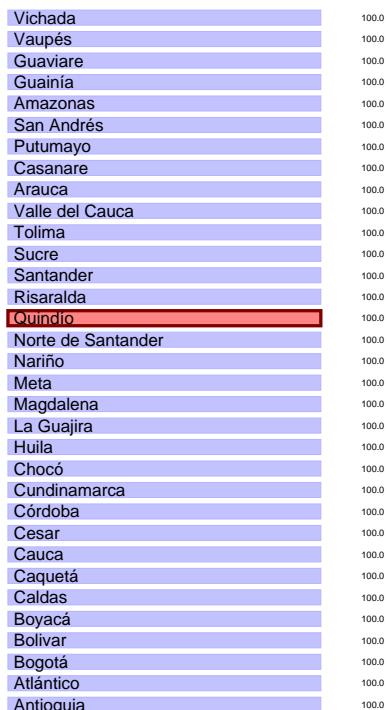 Vichada 100.0
Vaupés 100.0
Guaviare 100.0
Guainía 100.0
Amazonas 100.0
San Andrés 100.0
Putumayo 100.0
Casanare 100.0
Arauca 100.0
Valle del Cauca 100.0
Tolima 100.0
Sucre 100.0
Santander 100.0
Risaralda 100.0
Quindío 100.0
Norte de Santander 100.0
Nariño 100.0
Meta 100.0
Magdalena 100.0
La Guajira 100.0
Huila 100.0
Chocó 100.0
Cundinamarca 100.0
Córdoba 100.0
Cesar 100.0
Cauca 100.0
Caquetá 100.0
Caldas 100.0
Boyacá 100.0
Bolivar 100.0
Bogotá 100.0
Atlántico 100.0
Antioquia 100.0